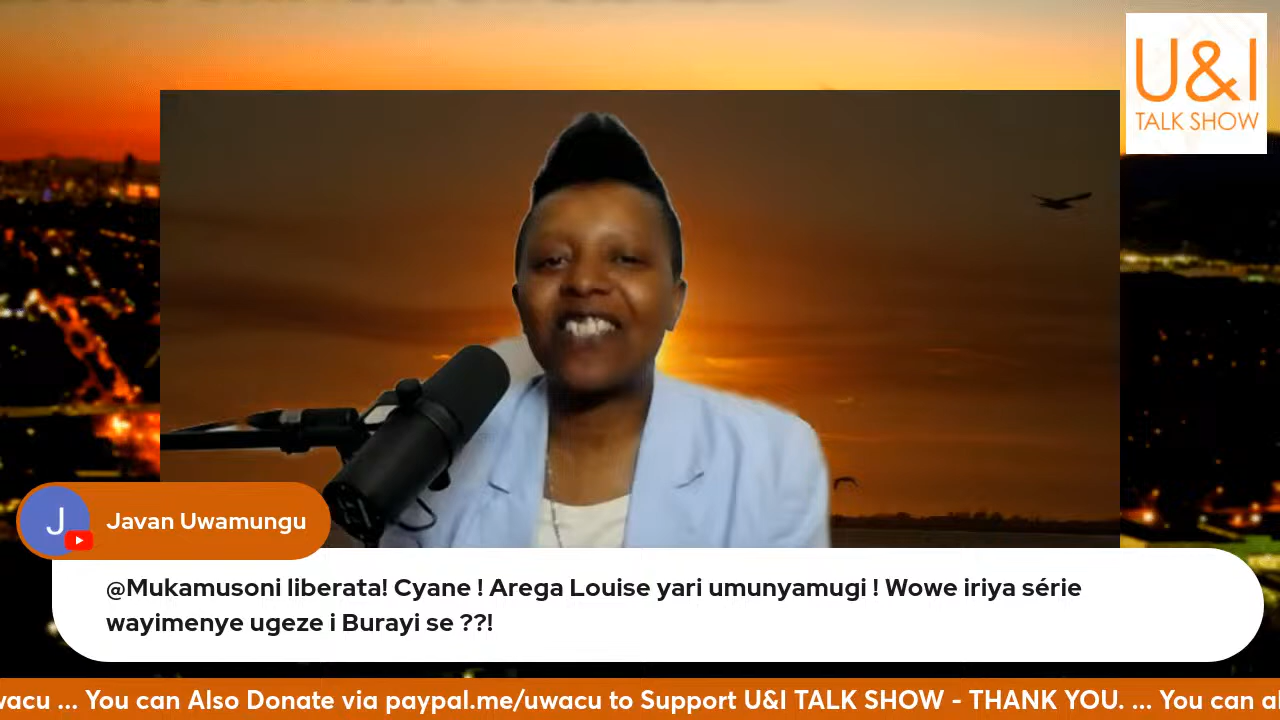 U&I
TALK SHOW
Javan Uwamungu
@Mukamusoni liberata! Cyane ! Arega Louise yari umunyamugi ! Wowe iriya série
wayimenye ugeze i Burayi se ??!
wacu ... You can Also Donate via paypal.me/uwacu to Support U&I TALK SHOW - THANK YOU. ... You can al
J